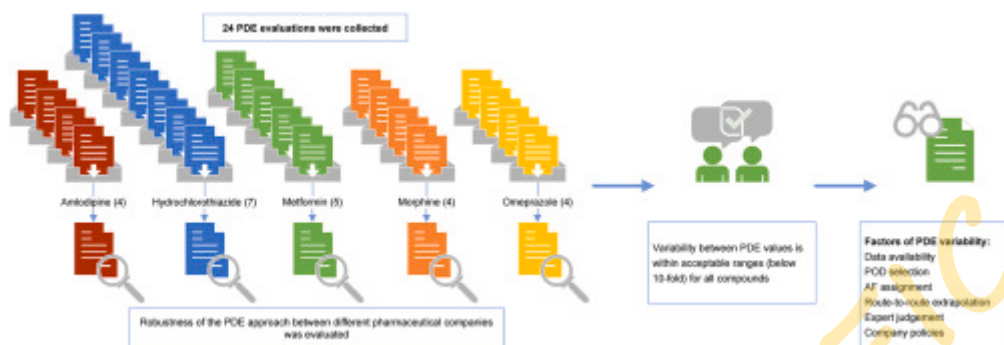 24 PDE evaluations were collected
Amlodipine (4)
Hydrochlorothiazide (7)
Metformin (5)
Morphine (4)
Omeprazole (4)
Robustness of the PDE approach between different pharmaceutical companies
was evaluated
Variability between PDE values is
within acceptable ranges (below
10-fold) for all compounds
Factors of PDE variability:
Data availability
POD selection
AF assignment
Route-to-route extrapolation
Expert judgement
Company policies